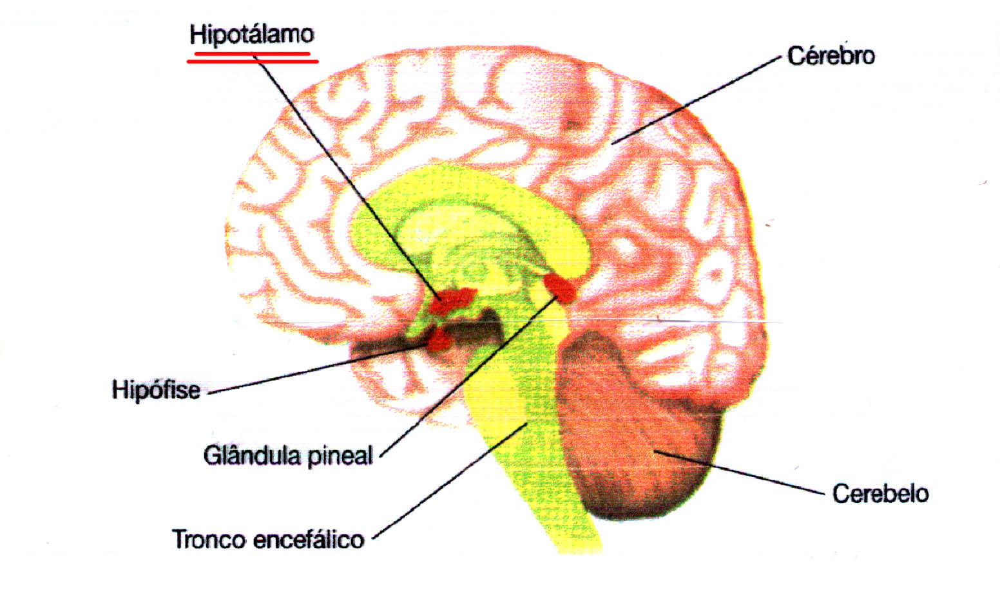 Hipotálamo
Cérebro
Hipófise
Glândula pineal
Tronco encefálico
Cerebelo